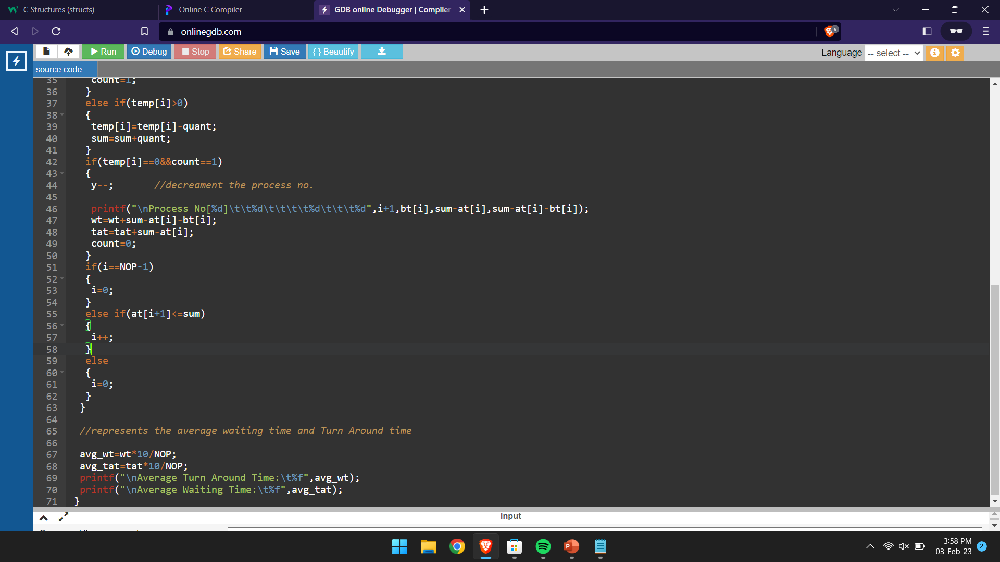 C Structures (structs)
Online C Compiler
GDB online Debugger | Compiler
onlinegdb.com
6
Run
Debug
Stop
Share
Save
{ } Beautify
Language
-- select --
source code
35 count=1;
36 }
37 else if(temp[i]>0)
38 {
39 temp[i]=temp[i]-quant;
40 sum=sum+quant;
41 }
42 if(temp[i]==0&&count==1)
43 {
44 y--; //decreament the process no.
45
46 printf("\nProcess No[%d]\t\t%d\t\t\t\t%d\t\t\t%d",i+1,bt[i],sum-at[i],sum-at[i]-bt[i]);
47 wt=wt+sum-at[i]-bt[i];
48 tat=tat+sum-at[i];
49 count=0;
50 }
51 if(i==NOP-1)
52 {
53 i=0;
54 }
55 else if(at[i+1]<=sum)
56 {
57 i++;
58 }
59 else
60 {
61 i=0;
62 }
63 }
64
65 //represents the average waiting time and Turn Around time
66
67 avg_wt=wt*10/NOP;
68 avg_tat=tat*10/NOP;
69 printf("\nAverage Turn Around Time:\t%f",avg_wt);
70 printf("\nAverage Waiting Time:\t%f",avg_tat);
71 }
input
3:58 PM
03-Feb-23
2